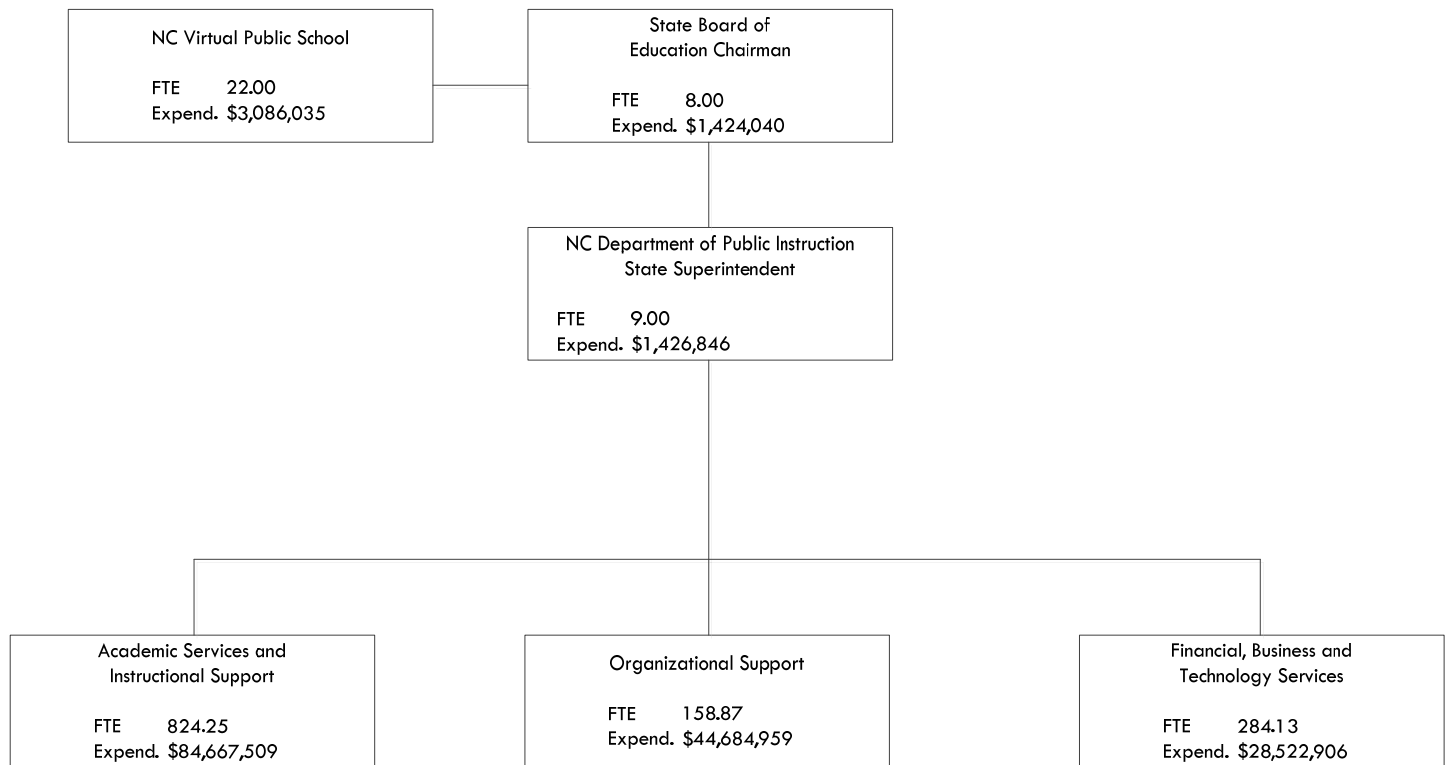 NC Virtual Public School
FTE 22.00
Expend. $3,086,035
State Board of
Education Chairman
FTE 8.00
Expend. $1,424,040
NC Department of Public Instruction
State Superintendent
FTE 9.00
Expend. $1,426,846
Academic Services and
Instructional Support
FTE 824.25
Expend. $84,667,509
Organizational Support
FTE 158.87
Expend. $44,684,959
Financial, Business and
Technology Services
FTE 284.13
Expend. $28,522,906